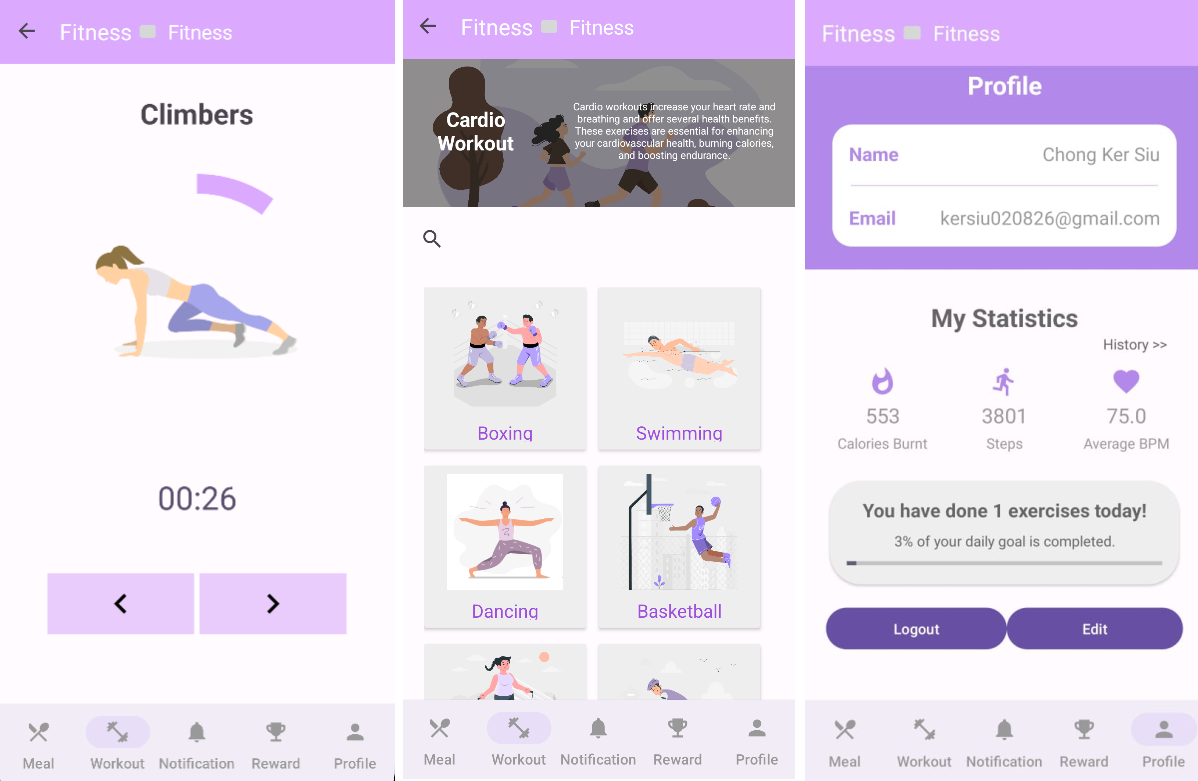 Fitness Fitness
Climbers
00:26
Meal Workout Notification Reward Profile
Fitness Fitness
Cardio
Workout
Cardio workouts increase your heart rate and
breathing and offer several health benefits.
These exercises are essential for enhancing
your cardiovascular health, burning calories,
and boosting endurance.
Boxing Swimming
Dancing Basketball
Meal Workout Notification Reward Profile
Fitness Fitness
Profile
Name Chong Ker Siu
Email kersiu020826@gmail.com
My Statistics
History >>
553 3801 75.0
Calories Burnt Steps Average BPM
You have done 1 exercises today!
3% of your daily goal is completed.
Logout Edit
Meal Workout Notification Reward Profile